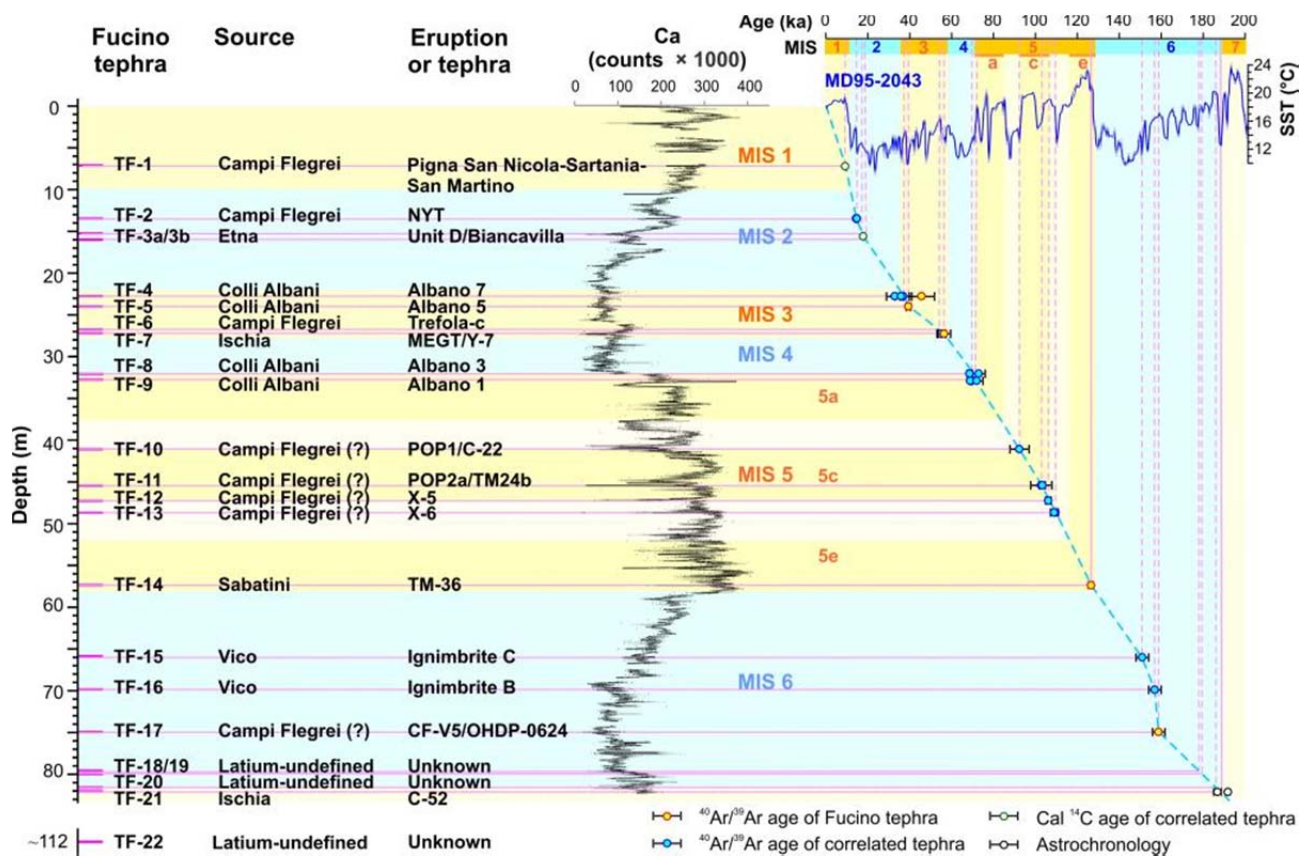 Age (ka) 0 20 40 60 80 100 120 140 160 180 200
MIS 1 2 3 4 5 6 7
a c e
Fucino tephra
Source
Eruption or tephra
Ca
(counts × 1000)
0 100 200 300 400
MD95-2043
24
20
16
12
SST (°C)
Depth (m)
0
10
20
30
40
50
60
70
80
~112
TF-1 Campi Flegrei Pigna San Nicola-Sartania-
San Martino
TF-2 Campi Flegrei NYT
TF-3a/3b Etna Unit D/Biancavilla
TF-4 Colli Albani Albano 7
TF-5 Colli Albani Albano 5
TF-6 Campi Flegrei Trefola-c
TF-7 Ischia MEGT/Y-7
TF-8 Colli Albani Albano 3
TF-9 Colli Albani Albano 1
TF-10 Campi Flegrei (?) POP1/C-22
TF-11 Campi Flegrei (?) POP2a/TM24b
TF-12 Campi Flegrei (?) X-5
TF-13 Campi Flegrei (?) X-6
TF-14 Sabatini TM-36
TF-15 Vico Ignimbrite C
TF-16 Vico Ignimbrite B
TF-17 Campi Flegrei (?) CF-V5/OHDP-0624
TF-18/19 Latium-undefined Unknown
TF-20 Latium-undefined Unknown
TF-21 Ischia C-52
TF-22 Latium-undefined Unknown
MIS 1
MIS 2
MIS 3
MIS 4
5a
MIS 5 5c
5e
MIS 6
⁴⁰Ar/³⁹Ar age of Fucino tephra
⁴⁰Ar/³⁹Ar age of correlated tephra
Cal ¹⁴C age of correlated tephra
Astrochronology